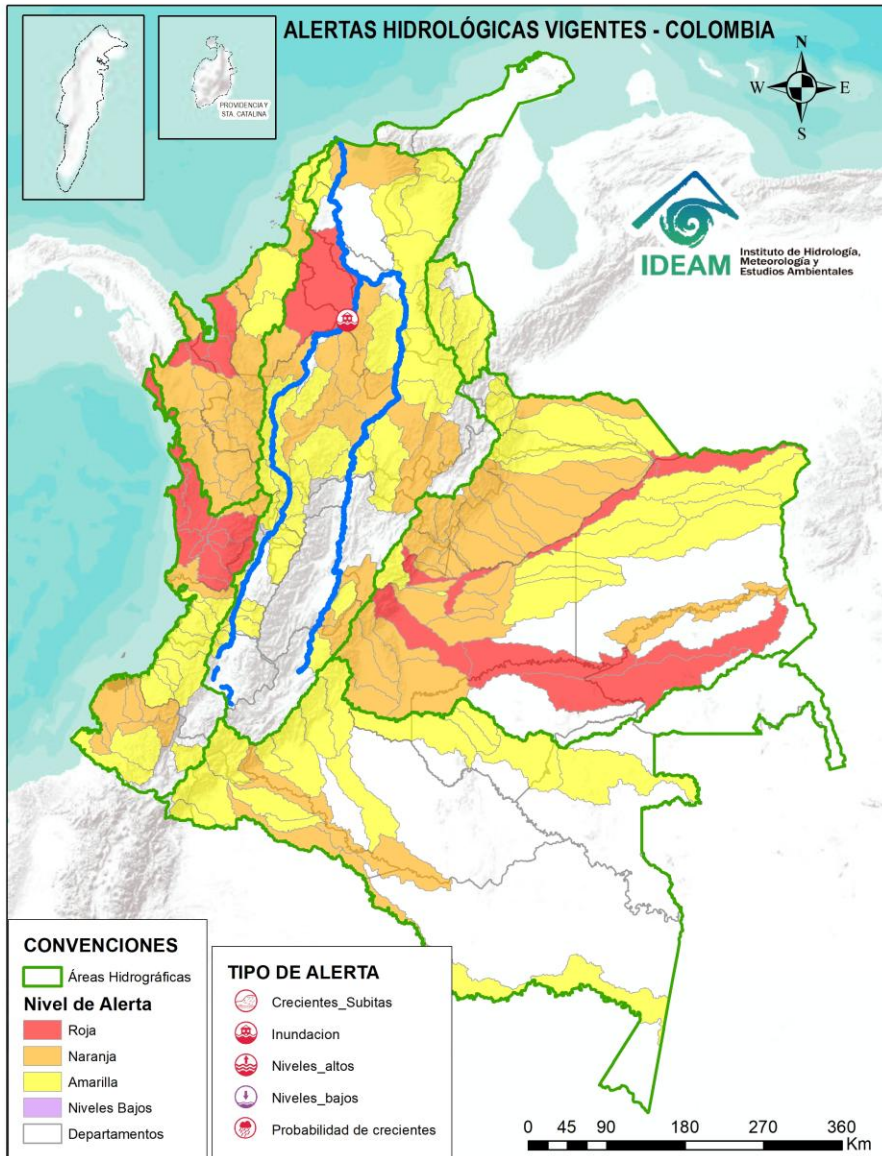 ALERTAS HIDROLÓGICAS VIGENTES - COLOMBIA
N
W
E
S
PROVIDENCIA Y
STA. CATALINA
IDEAM
Instituto de Hidrología,
Meteorología y
Estudios Ambientales
CONVENCIONES
Áreas Hidrográficas
Nivel de Alerta
Roja
Naranja
Amarilla
Niveles Bajos
Departamentos
TIPO DE ALERTA
Crecientes_Subitas
Inundacion
Niveles_altos
Niveles_bajos
Probabilidad de crecientes
0 45 90 180 270 360
Km